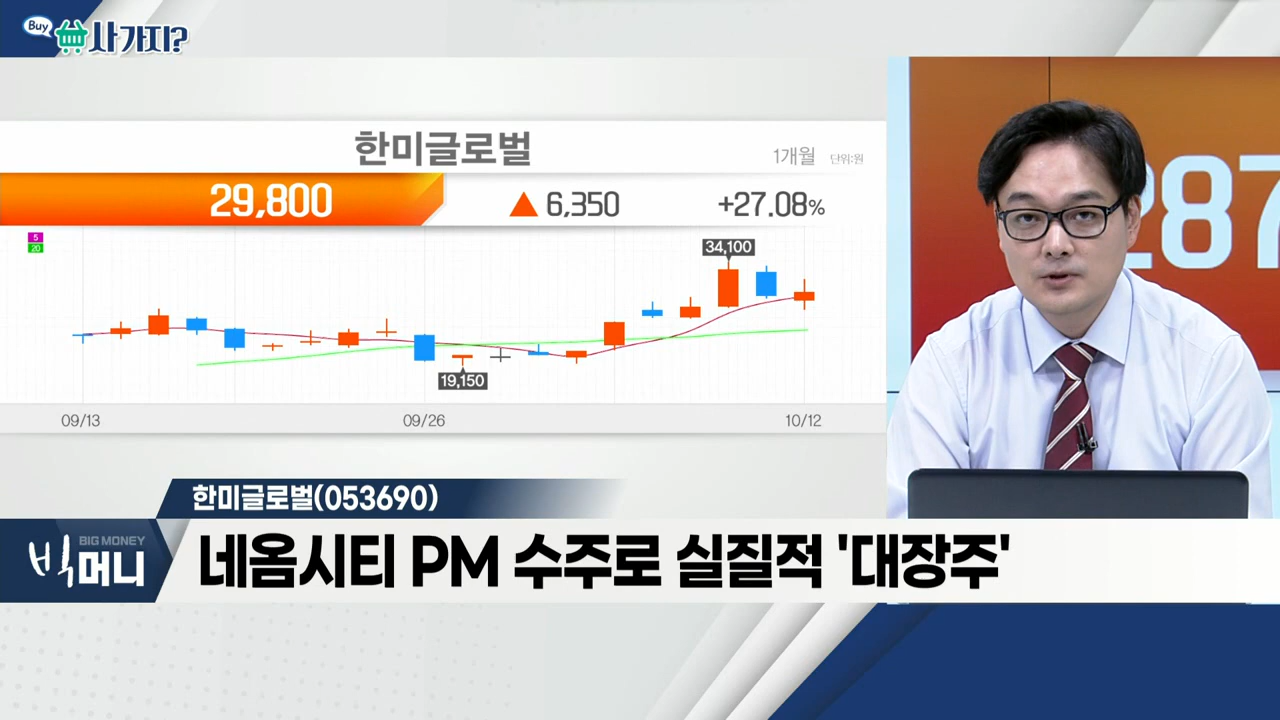 Buy
사가지?
한미글로벌
1개월 단위:원
29,800 ▲ 6,350 +27.08%
5
20
34,100
19,150
09/13 09/26 10/12
287
한미글로벌(053690)
BIG MONEY
빅머니
네옴시티 PM 수주로 실질적 '대장주'